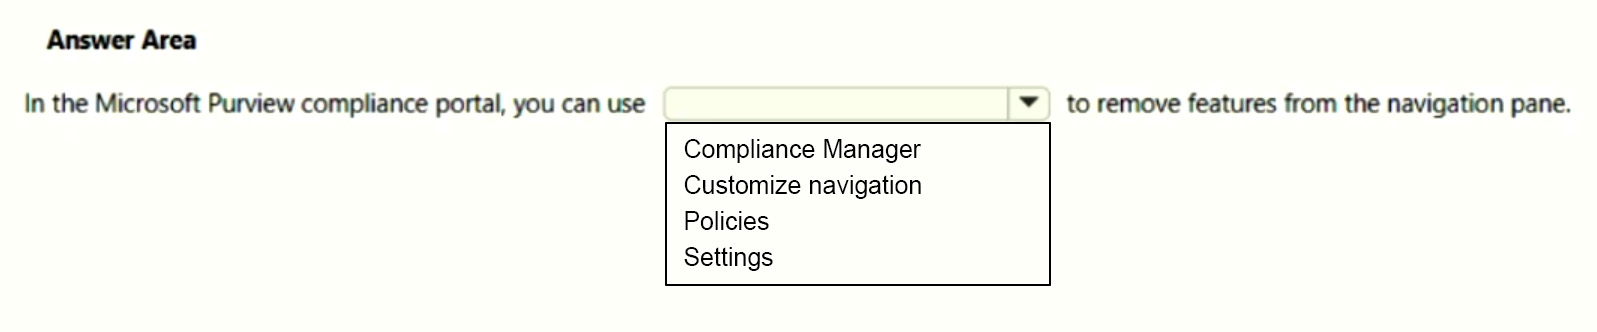 Answer Area
In the Microsoft Purview compliance portal, you can use to remove features from the navigation pane.
Compliance Manager
Customize navigation
Policies
Settings